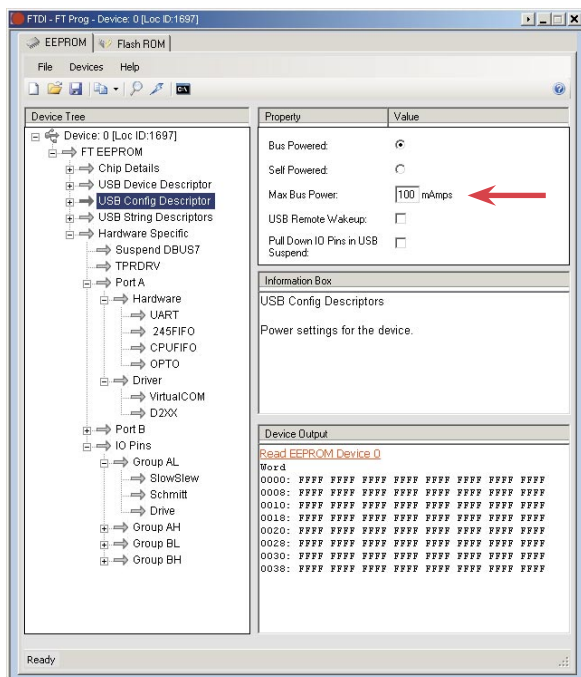 FTDI - FT Prog - Device: 0 [Loc ID:1697]
EEPROM
Flash ROM
File Devices Help
Device Tree
Device: 0 [Loc ID:1697]
FT EEPROM
Chip Details
USB Device Descriptor
USB Config Descriptor
USB String Descriptors
Hardware Specific
Suspend DBUS7
TPRDRV
Port A
Hardware
UART
245FIFO
CPUFIFO
OPTO
Driver
VirtualCOM
D2XX
Port B
IO Pins
Group AL
SlowSlew
Schmitt
Drive
Group AH
Group BL
Group BH
Property Value
Bus Powered:
Self Powered:
Max Bus Power: 100 mAmps
USB Remote Wakeup:
Pull Down IO Pins in USB
Suspend:
Information Box
USB Config Descriptors
Power settings for the device.
Device Output
Read EEPROM Device 0
Word
0000: FFFF FFFF FFFF FFFF FFFF FFFF FFFF FFFF
0008: FFFF FFFF FFFF FFFF FFFF FFFF FFFF FFFF
0010: FFFF FFFF FFFF FFFF FFFF FFFF FFFF FFFF
0018: FFFF FFFF FFFF FFFF FFFF FFFF FFFF FFFF
0020: FFFF FFFF FFFF FFFF FFFF FFFF FFFF FFFF
0028: FFFF FFFF FFFF FFFF FFFF FFFF FFFF FFFF
0030: FFFF FFFF FFFF FFFF FFFF FFFF FFFF FFFF
0038: FFFF FFFF FFFF FFFF FFFF FFFF FFFF FFFF
Ready